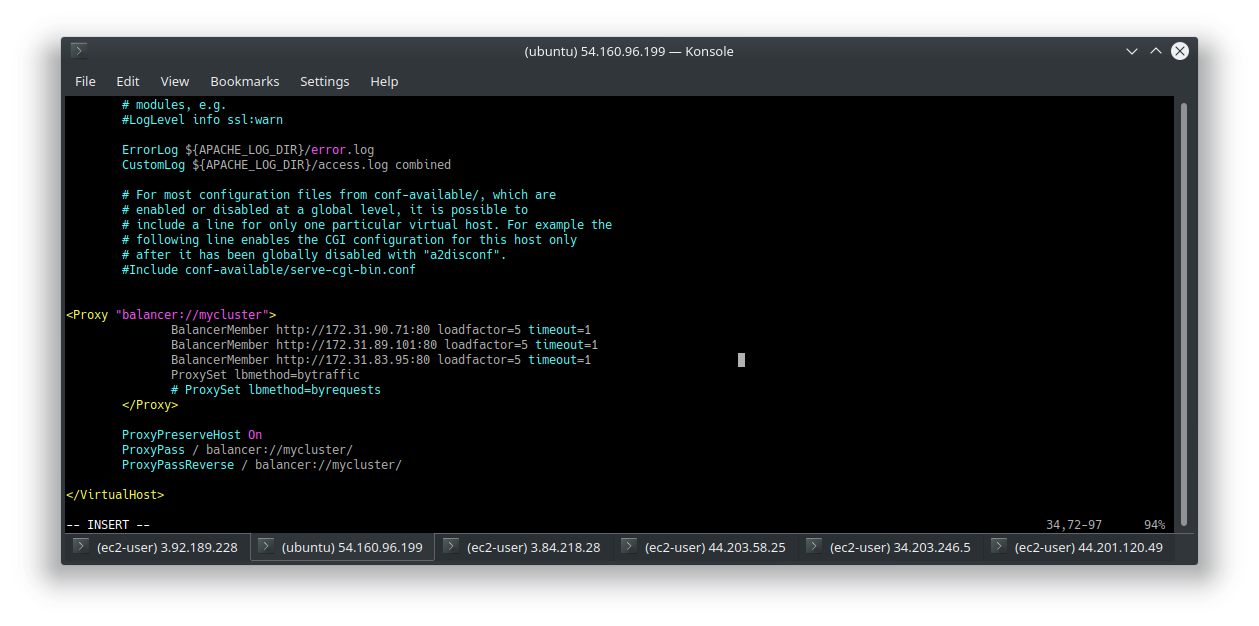 (ubuntu) 54.160.96.199 — Konsole
File Edit View Bookmarks Settings Help
# modules, e.g.
#LogLevel info ssl:warn
ErrorLog ${APACHE_LOG_DIR}/error.log
CustomLog ${APACHE_LOG_DIR}/access.log combined
# For most configuration files from conf-available/, which are
# enabled or disabled at a global level, it is possible to
# include a line for only one particular virtual host. For example the
# following line enables the CGI configuration for this host only
# after it has been globally disabled with "a2disconf".
#Include conf-available/serve-cgi-bin.conf
<Proxy "balancer://mycluster">
BalancerMember http://172.31.90.71:80 loadfactor=5 timeout=1
BalancerMember http://172.31.89.101:80 loadfactor=5 timeout=1
BalancerMember http://172.31.83.95:80 loadfactor=5 timeout=1
ProxySet lbmethod=bytraffic
# ProxySet lbmethod=byrequests
</Proxy>
ProxyPreserveHost On
ProxyPass / balancer://mycluster/
ProxyPassReverse / balancer://mycluster/
</VirtualHost>
-- INSERT -- 34,72-97 94%
(ec2-user) 3.92.189.228 (ubuntu) 54.160.96.199 (ec2-user) 3.84.218.28 (ec2-user) 44.203.58.25 (ec2-user) 34.203.246.5 (ec2-user) 44.201.120.49